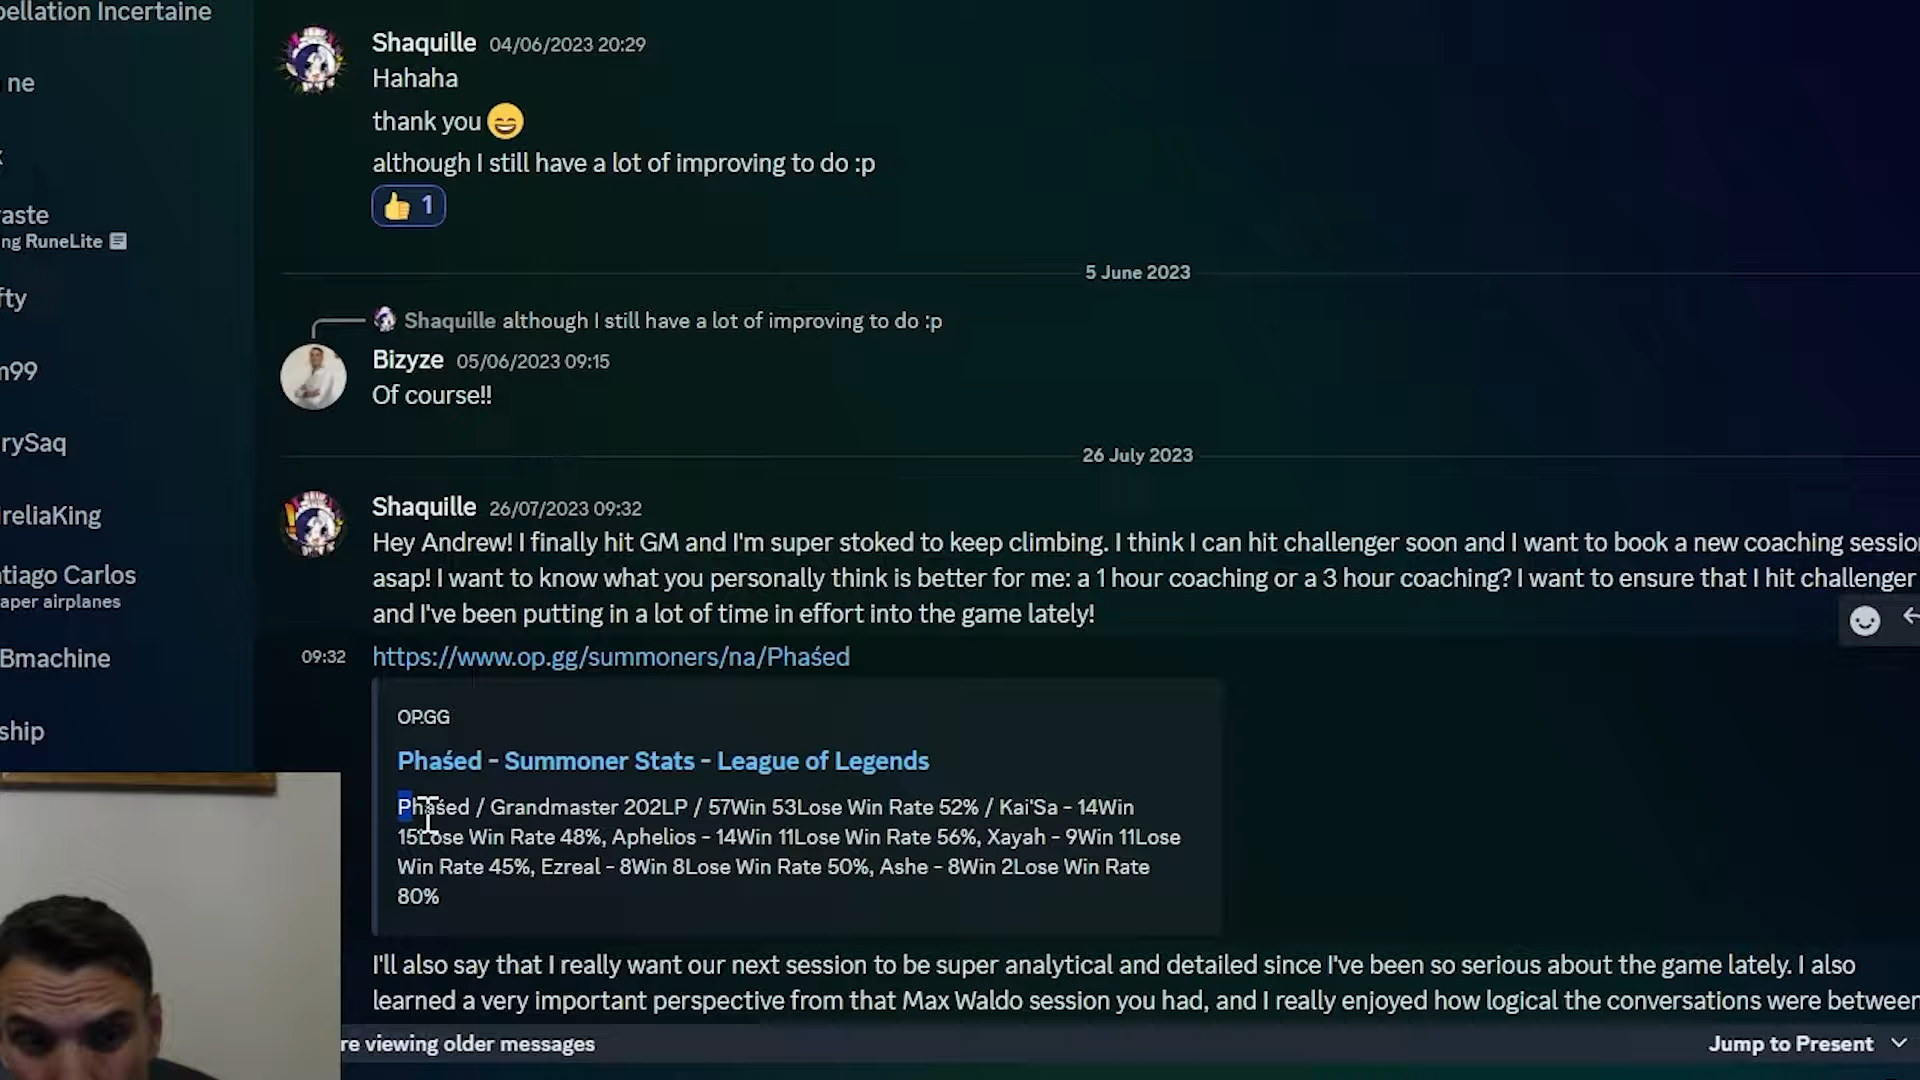 pellation Incertaine
ne
raste
ng RuneLite
fty
m99
rySaq
ireliaKing
tiago Carlos
aper airplanes
Bmachine
ship
Shaquille 04/06/2023 20:29
Hahaha
thank you 😄
although I still have a lot of improving to do :p
👍 1
5 June 2023
Shaquille although I still have a lot of improving to do :p
Bizyze 05/06/2023 09:15
Of course!!
26 July 2023
Shaquille 26/07/2023 09:32
Hey Andrew! I finally hit GM and I'm super stoked to keep climbing. I think I can hit challenger soon and I want to book a new coaching session
asap! I want to know what you personally think is better for me: a 1 hour coaching or a 3 hour coaching? I want to ensure that I hit challenger
and I've been putting in a lot of time in effort into the game lately!
09:32 https://www.op.gg/summoners/na/Phaśed
OP.GG
Phaśed - Summoner Stats - League of Legends
Phaśed / Grandmaster 202LP / 57Win 53Lose Win Rate 52% / Kai'Sa - 14Win
15Lose Win Rate 48%, Aphelios - 14Win 11Lose Win Rate 56%, Xayah - 9Win 11Lose
Win Rate 45%, Ezreal - 8Win 8Lose Win Rate 50%, Ashe - 8Win 2Lose Win Rate
80%
I'll also say that I really want our next session to be super analytical and detailed since I've been so serious about the game lately. I also
learned a very important perspective from that Max Waldo session you had, and I really enjoyed how logical the conversations were between
re viewing older messages
Jump to Present